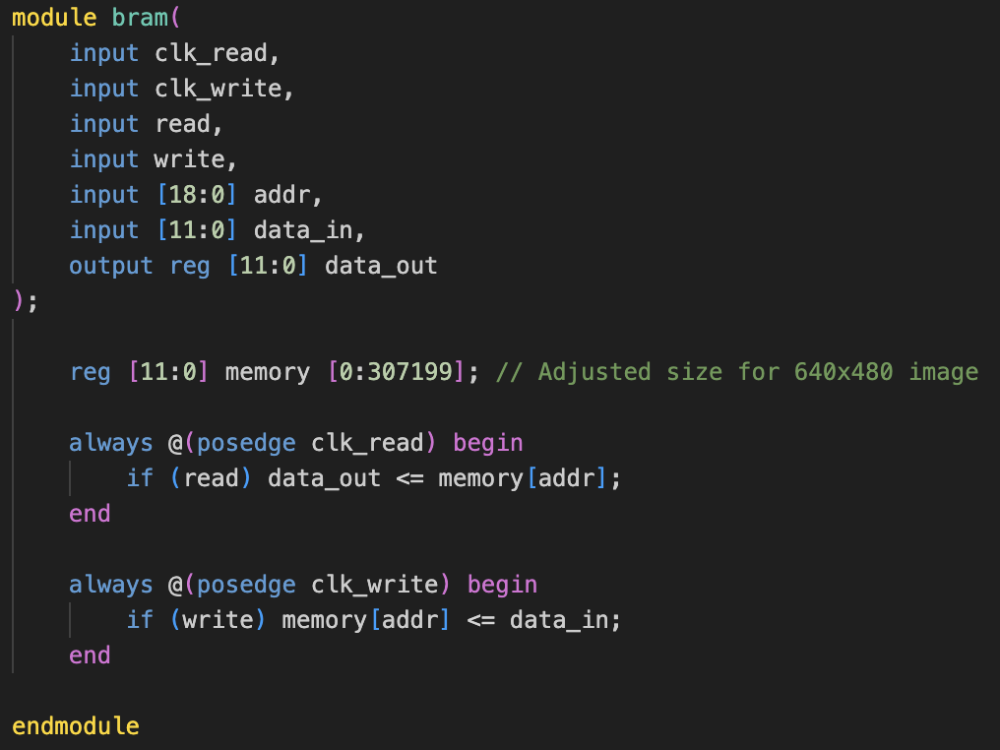 module bram(
    input clk_read,
    input clk_write,
    input read,
    input write,
    input [18:0] addr,
    input [11:0] data_in,
    output reg [11:0] data_out
);
    reg [11:0] memory [0:307199]; // Adjusted size for 640x480 image
    always @(posedge clk_read) begin
        if (read) data_out <= memory[addr];
    end
    always @(posedge clk_write) begin
        if (write) memory[addr] <= data_in;
    end
endmodule